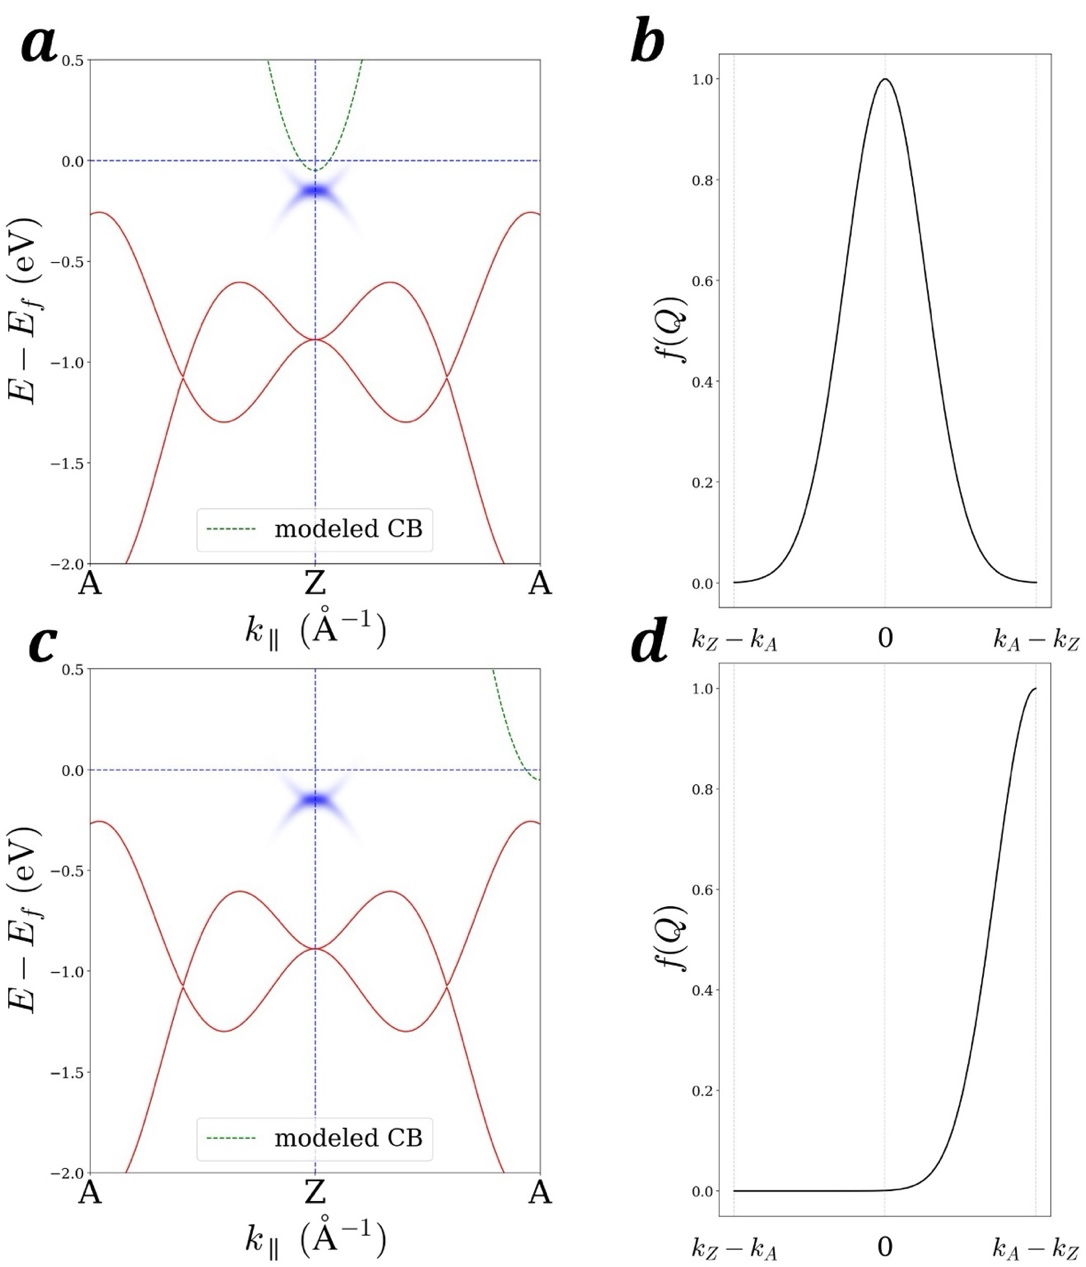 a
0.5
0.0
−0.5
−1.0
−1.5
−2.0
E − E_f (eV)
modeled CB
A Z A
k_∥ (Å⁻¹)
b
1.0
0.8
0.6
0.4
0.2
0.0
f(Q)
k_Z − k_A 0 k_A − k_Z
c
0.5
0.0
−0.5
−1.0
−1.5
−2.0
E − E_f (eV)
modeled CB
A Z A
k_∥ (Å⁻¹)
d
1.0
0.8
0.6
0.4
0.2
0.0
f(Q)
k_Z − k_A 0 k_A − k_Z